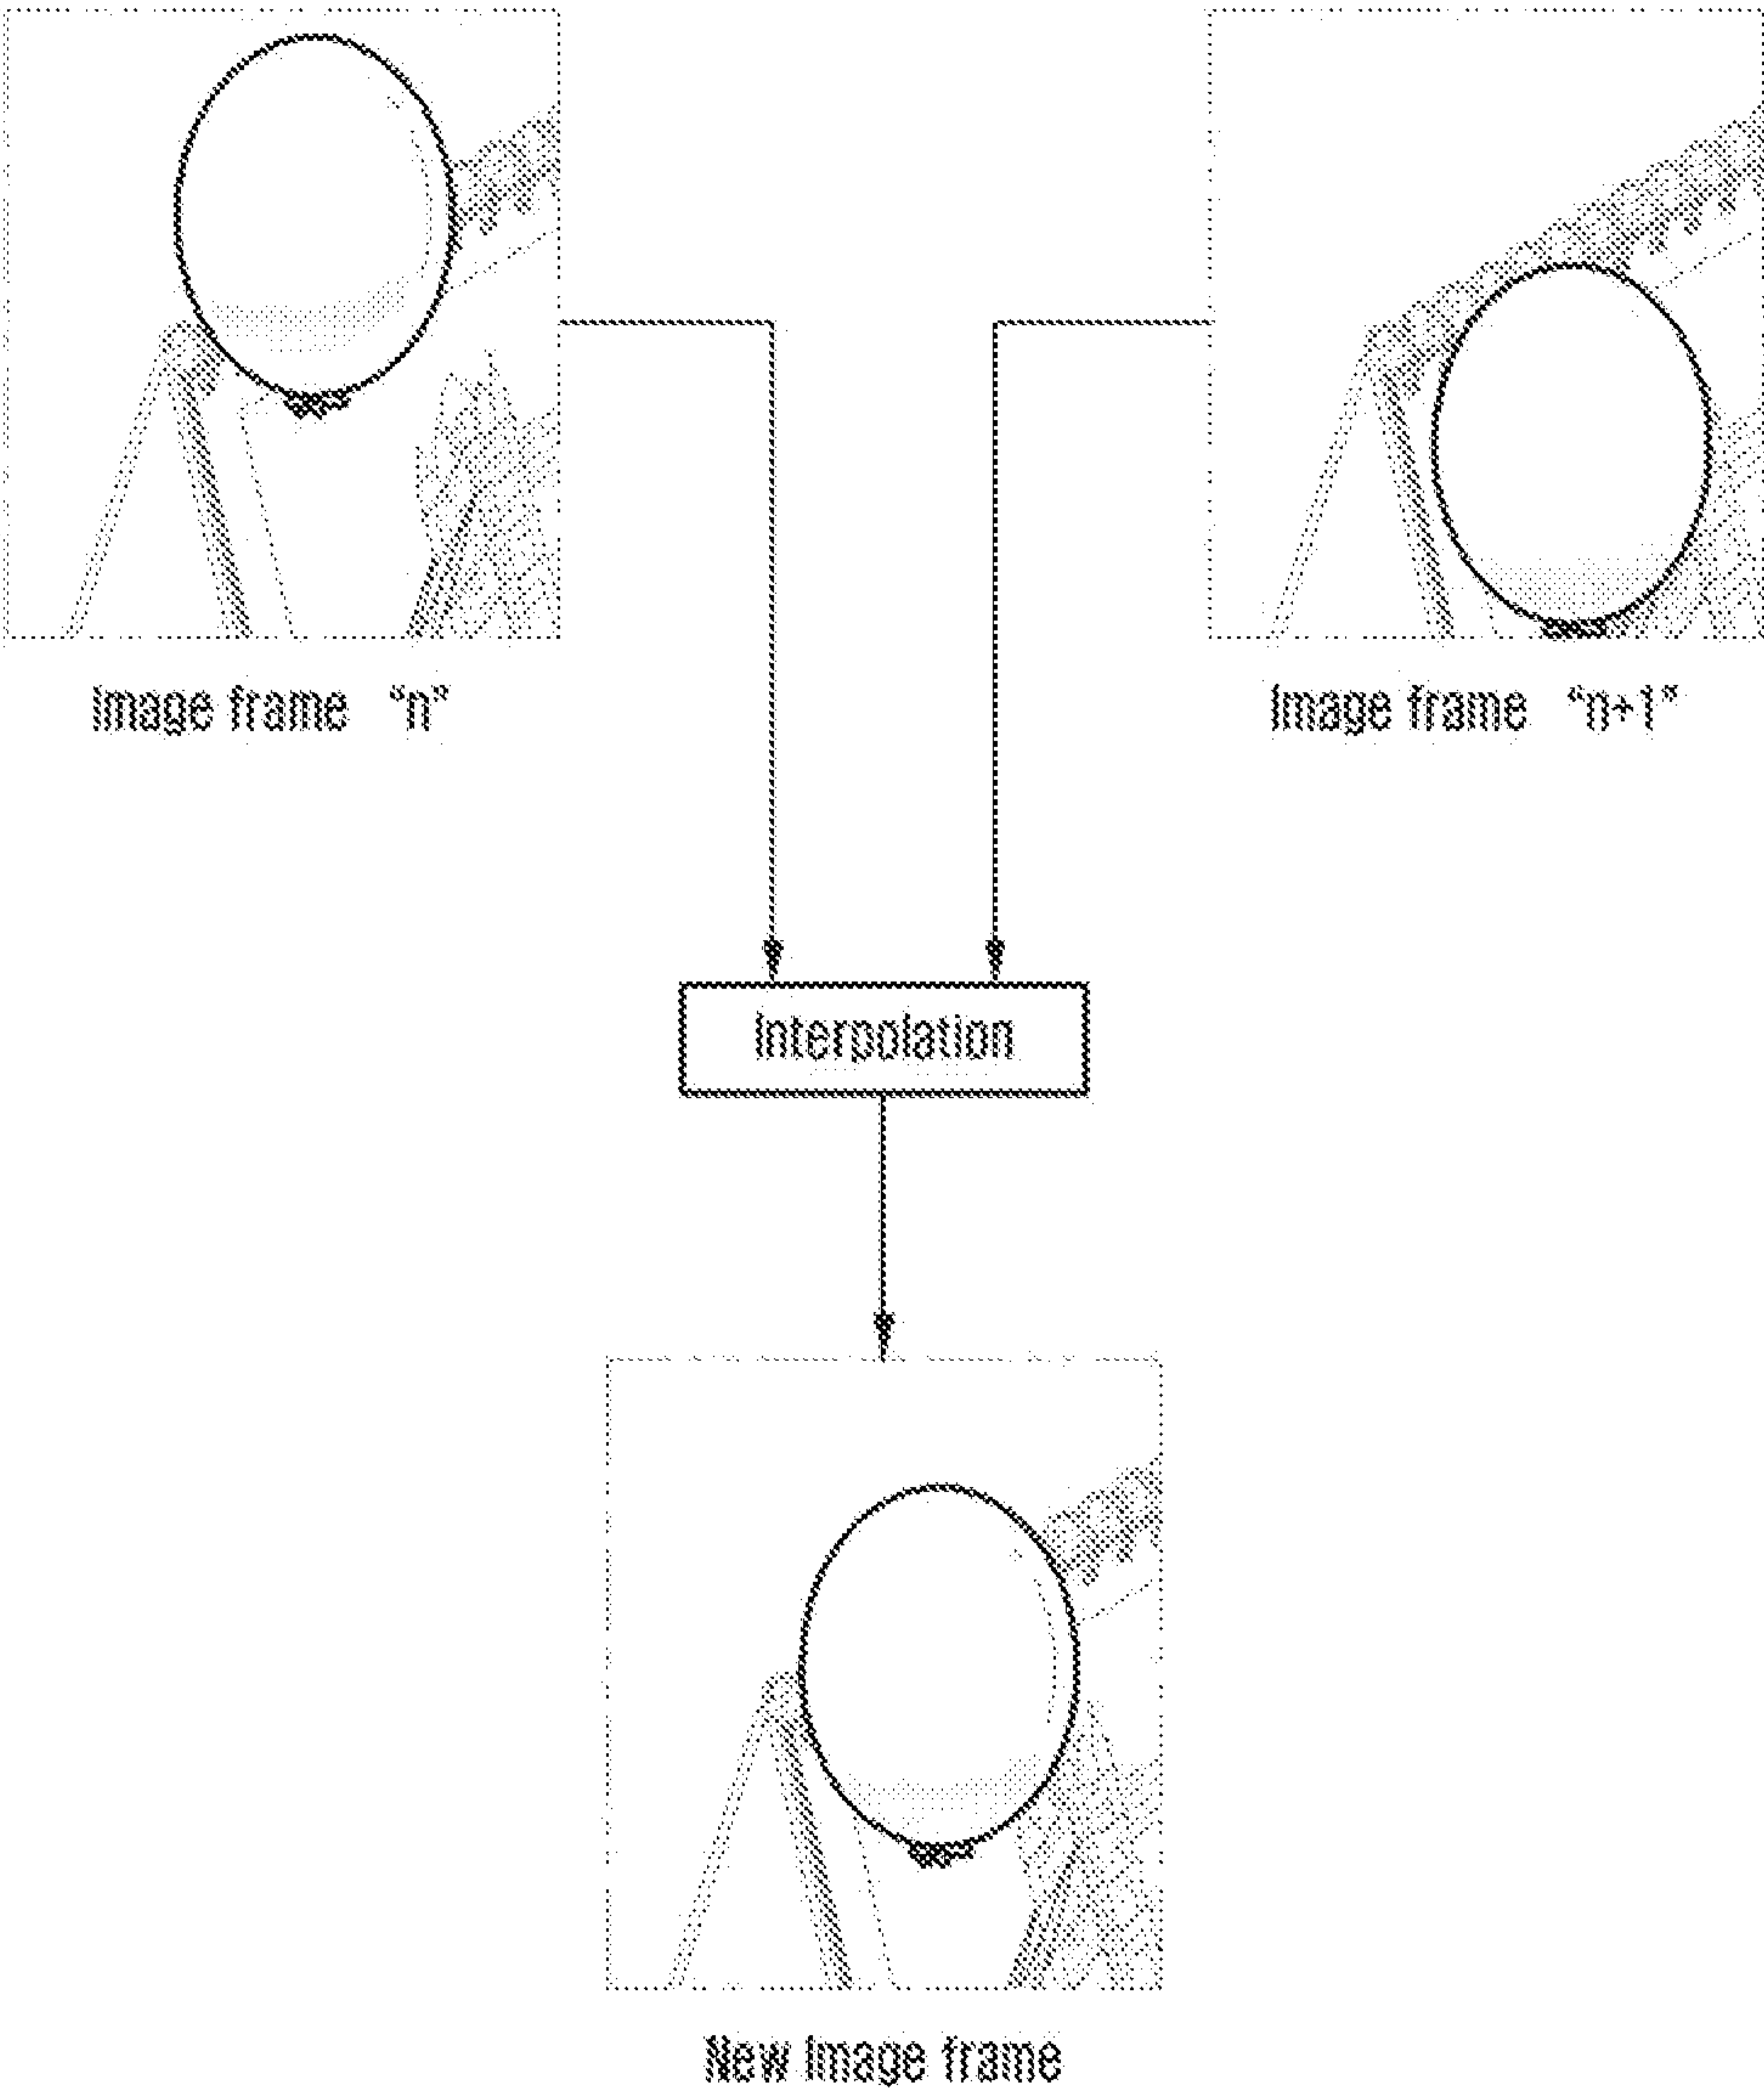 Image frame “n”
Image frame “n+1”
Interpolation
New image frame